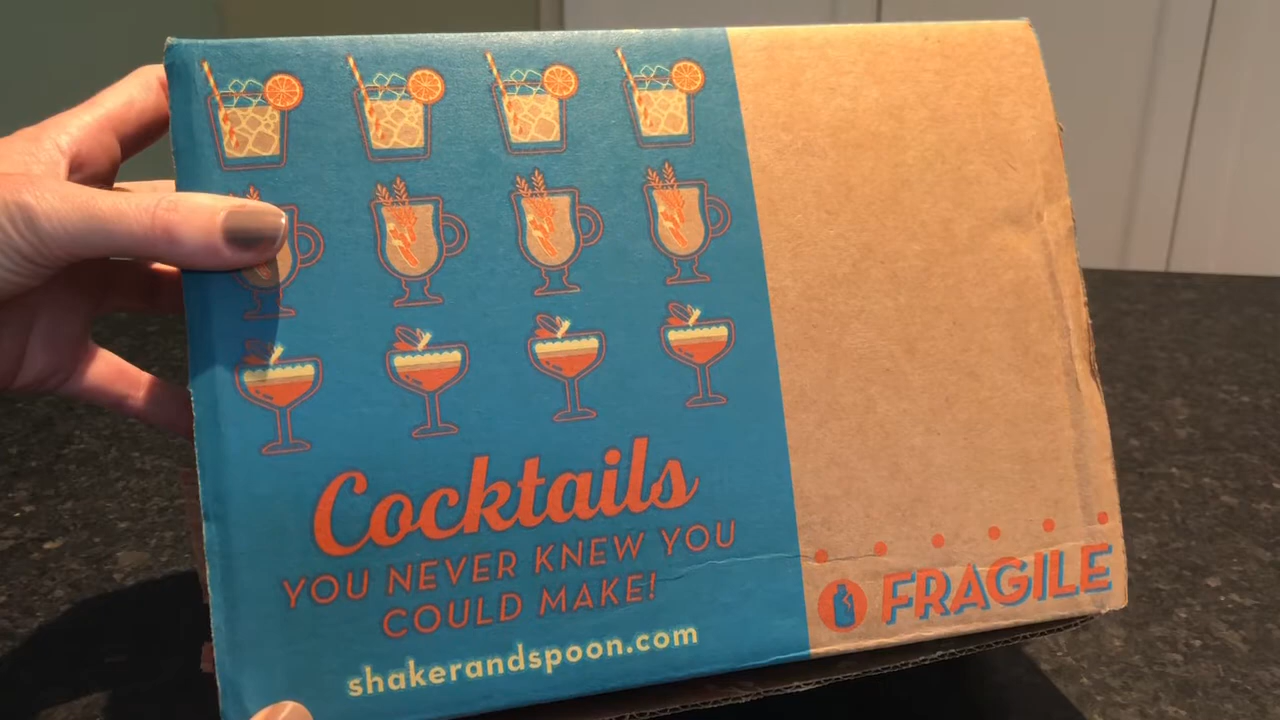 Cocktails
YOU NEVER KNEW YOU
COULD MAKE!
shakerandspoon.com
FRAGILE